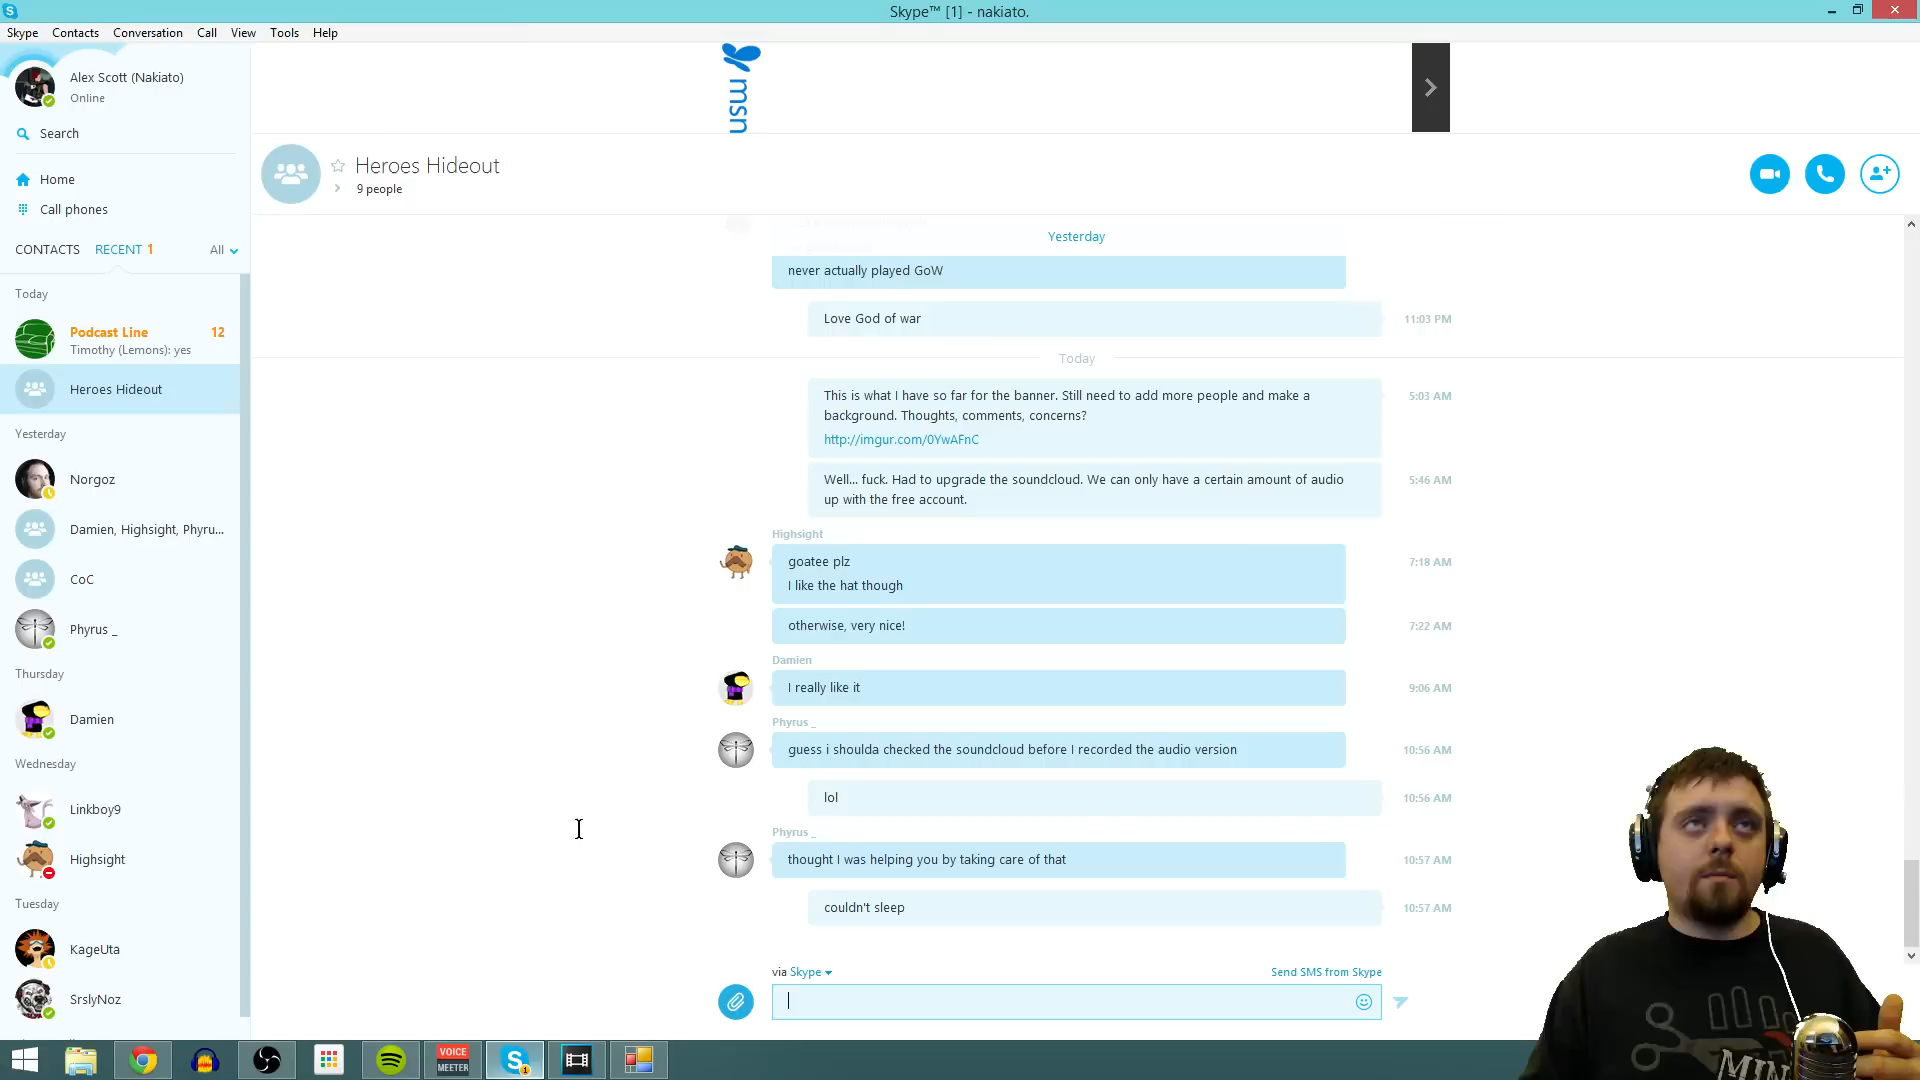 Skype™ [1] - nakiato.
Skype Contacts Conversation Call View Tools Help
Alex Scott (Nakiato)
Online
Search
Home
Call phones
CONTACTS RECENT 1 All
Today
Podcast Line 12
Timothy (Lemons): yes
Heroes Hideout
Yesterday
Norgoz
Damien, Highsight, Phyru...
CoC
Phyrus _
Thursday
Damien
Wednesday
Linkboy9
Highsight
Tuesday
KageUta
SrslyNoz
msn
Heroes Hideout
9 people
Yesterday
never actually played GoW
Love God of war 11:03 PM
Today
This is what I have so far for the banner. Still need to add more people and make a 5:03 AM
background. Thoughts, comments, concerns?
http://imgur.com/0YwAFnC
Well... fuck. Had to upgrade the soundcloud. We can only have a certain amount of audio 5:46 AM
up with the free account.
Highsight
goatee plz 7:18 AM
I like the hat though
otherwise, very nice! 7:22 AM
Damien
I really like it 9:06 AM
Phyrus _
guess i shoulda checked the soundcloud before I recorded the audio version 10:56 AM
lol 10:56 AM
Phyrus _
thought I was helping you by taking care of that 10:57 AM
couldn't sleep 10:57 AM
via Skype Send SMS from Skype
VOICE
MEETER
1
MIN